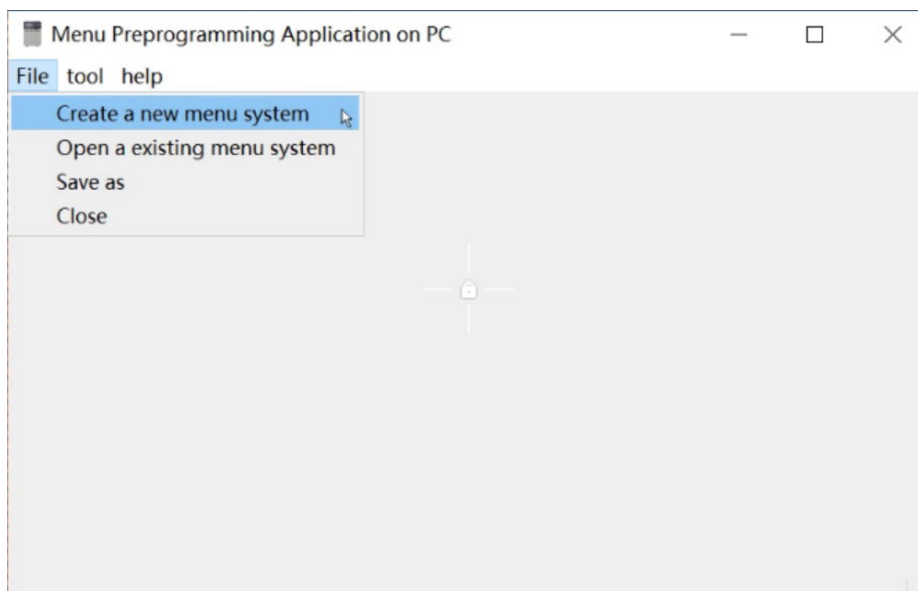 Menu Preprogramming Application on PC
File tool help
Create a new menu system
Open a existing menu system
Save as
Close